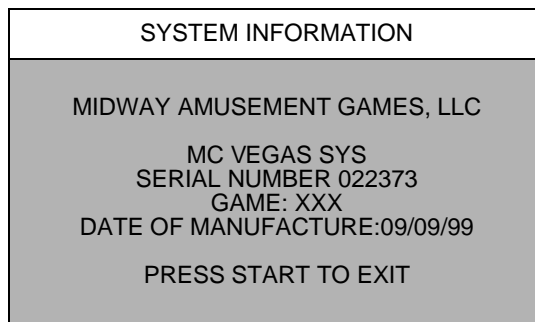 SYSTEM INFORMATION
MIDWAY AMUSEMENT GAMES, LLC
MC VEGAS SYS
SERIAL NUMBER 022373
GAME: XXX
DATE OF MANUFACTURE:09/09/99
PRESS START TO EXIT